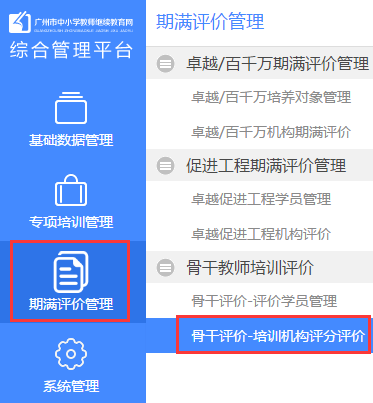 广州市中小学教师继续教育网
综合管理平台
基础数据管理
专项培训管理
期满评价管理
系统管理
期满评价管理
卓越/百千万期满评价管理
卓越/百千万培养对象管理
卓越/百千万机构期满评价
促进工程期满评价管理
卓越促进工程学员管理
卓越促进工程机构评价
骨干教师培训评价
骨干评价-评价学员管理
骨干评价-培训机构评分评价